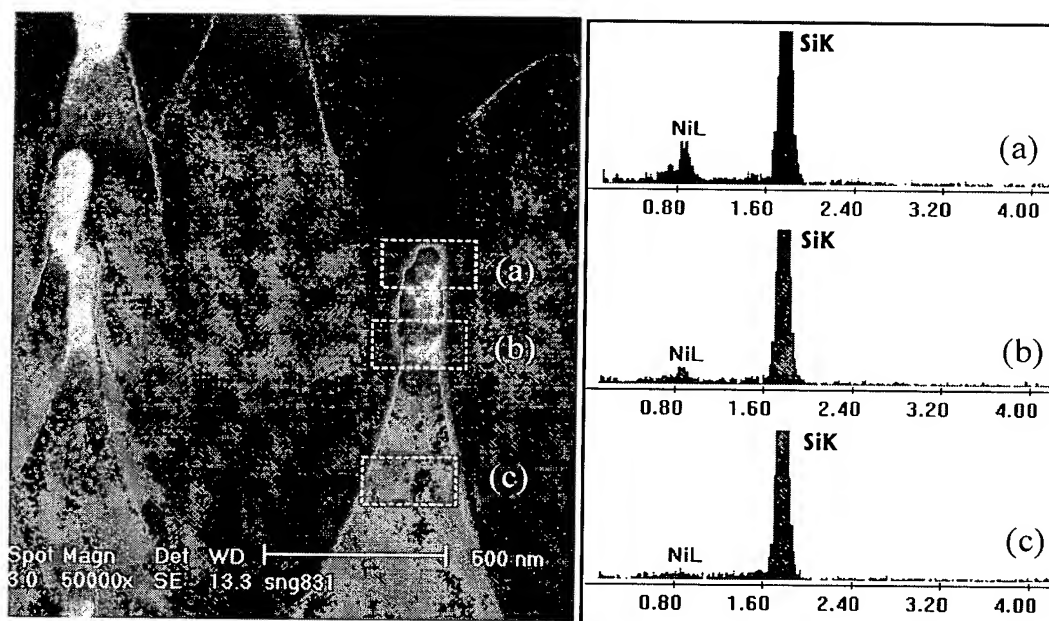 (a)
(b)
(c)
Spot Magn Det WD 500 nm
3.0 50000x SE 13.3 sng831
SiK
NiL
(a)
0.80 1.60 2.40 3.20 4.00
SiK
NiL
(b)
0.80 1.60 2.40 3.20 4.00
SiK
NiL
(c)
0.80 1.60 2.40 3.20 4.00